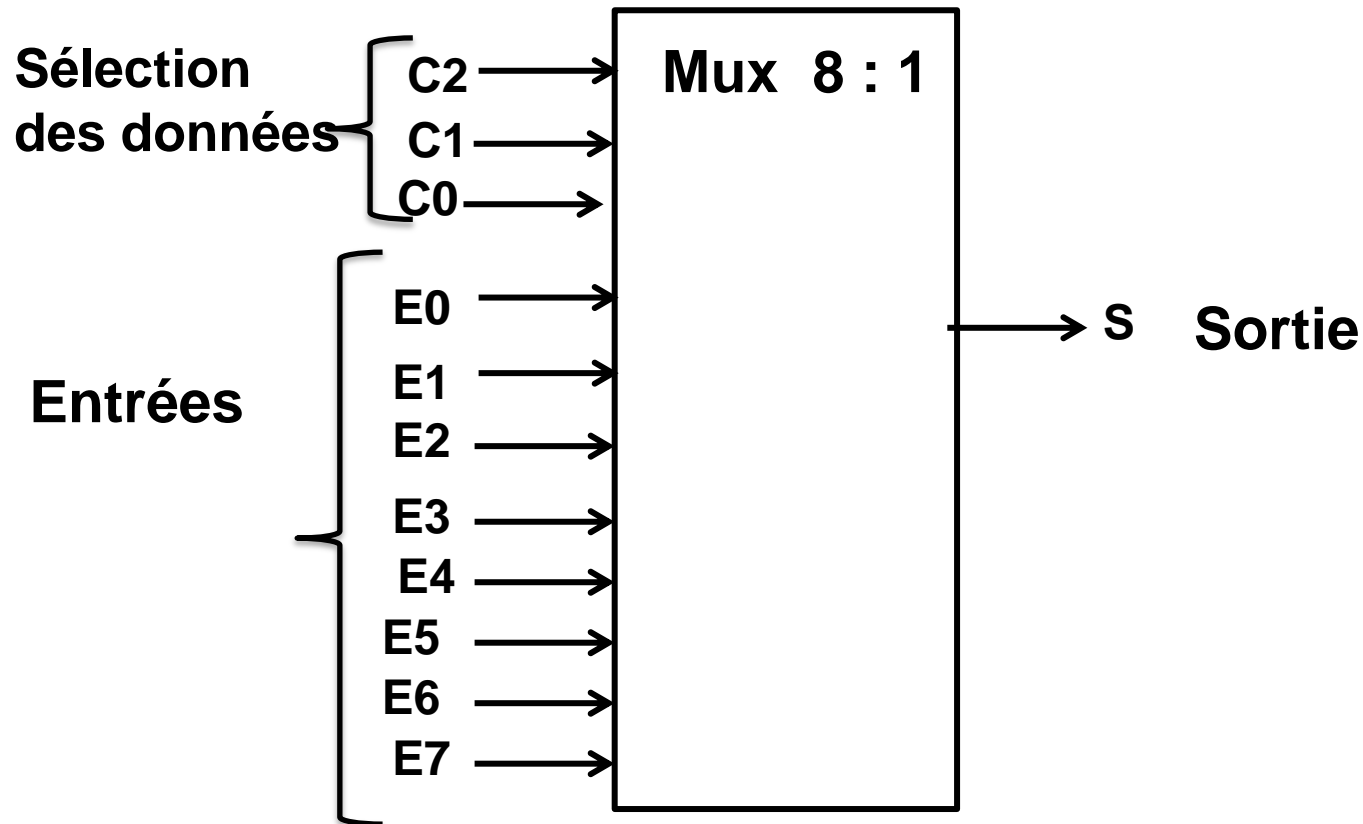 Sélection
des données
C2
C1
C0
Mux 8 : 1
Entrées
E0
E1
E2
E3
E4
E5
E6
E7
S Sortie